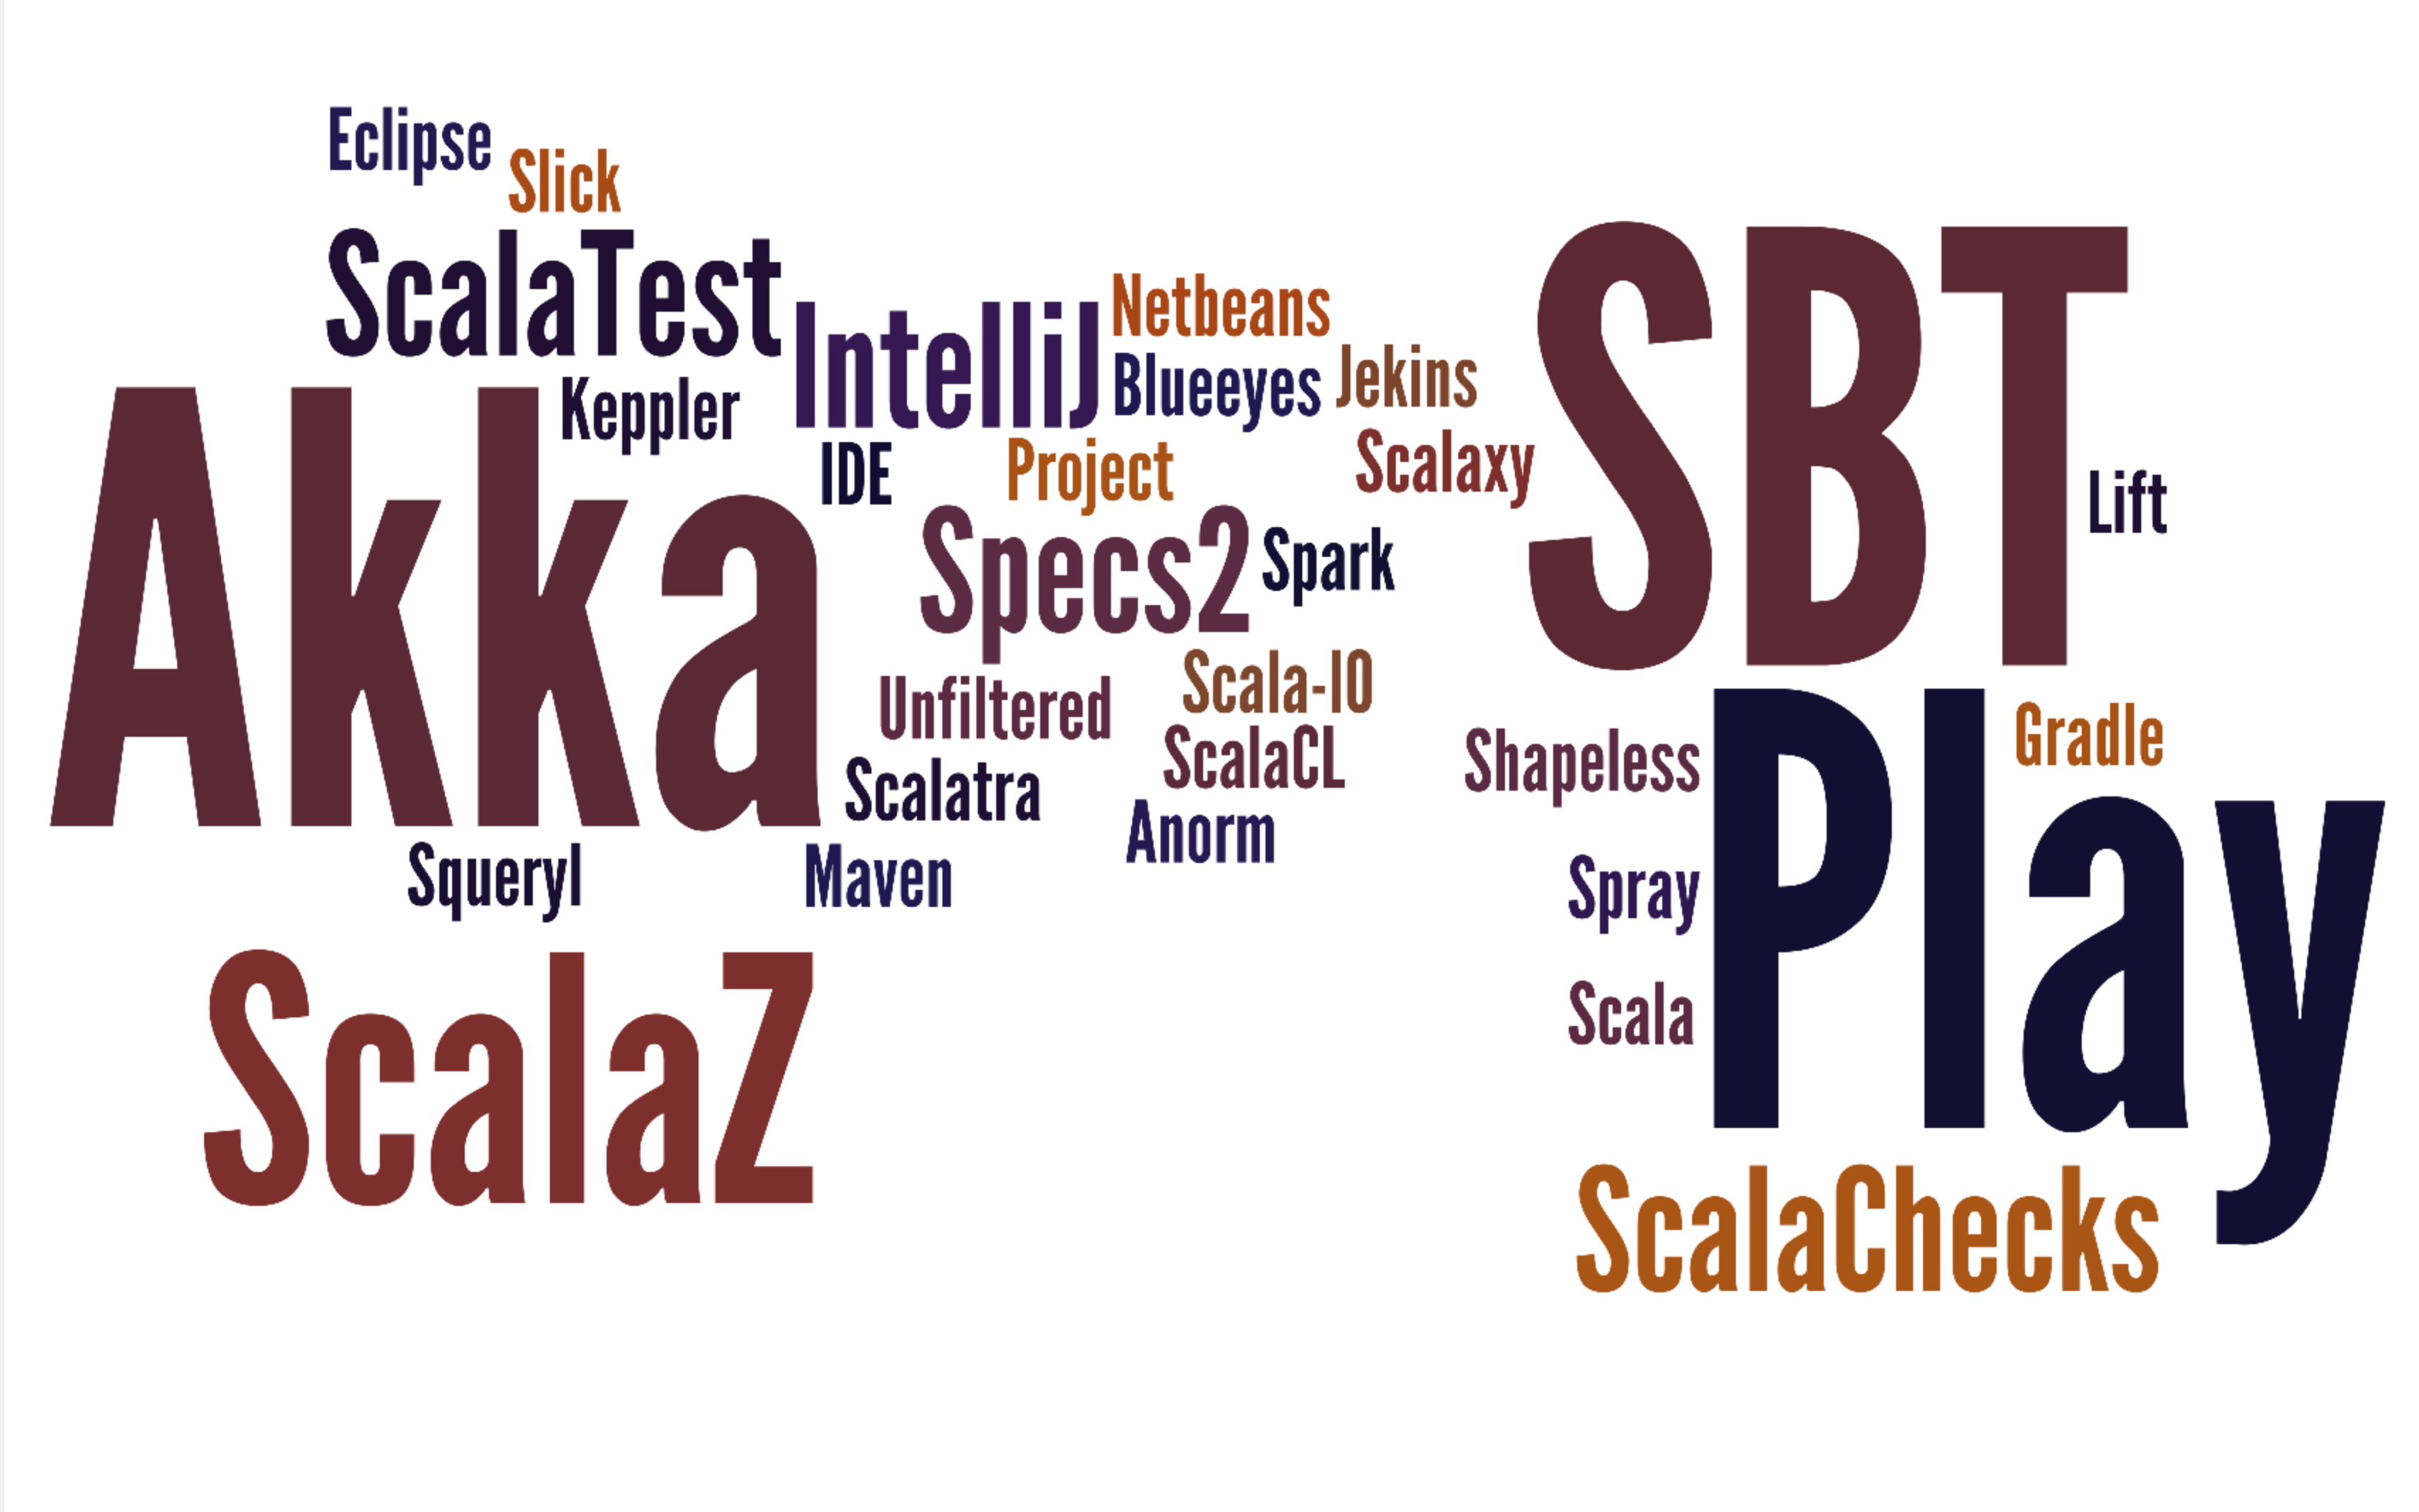 Eclipse
Slick
ScalaTest
IntelliJ
Netbeans
Blueeyes
Jekins
Keppler
IDE
Project
Scalaxy
SBT
Lift
Akka
Specs2
Spark
Unfiltered
Scala-IO
ScalaCL
Scalatra
Anorm
Shapeless
Gradle
Play
Squeryl
Maven
Spray
Scala
ScalaZ
ScalaChecks